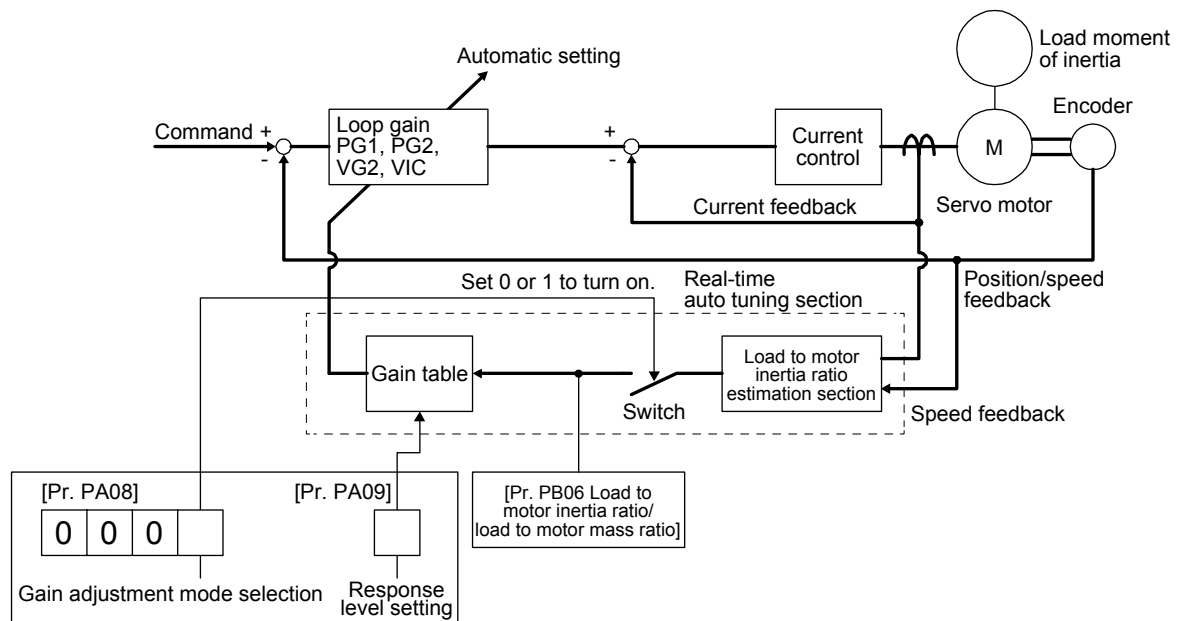 Load moment
of inertia
Automatic setting
Encoder
Command +
-
Loop gain
PG1, PG2,
VG2, VIC
+
-
Current
control
M
Servo motor
Current feedback
Set 0 or 1 to turn on.
Real-time
auto tuning section
Position/speed
feedback
Gain table
Switch
Load to motor
inertia ratio
estimation section
Speed feedback
[Pr. PA08]
0 0 0
Gain adjustment mode selection
[Pr. PA09]
Response
level setting
[Pr. PB06 Load to
motor inertia ratio/
load to motor mass ratio]